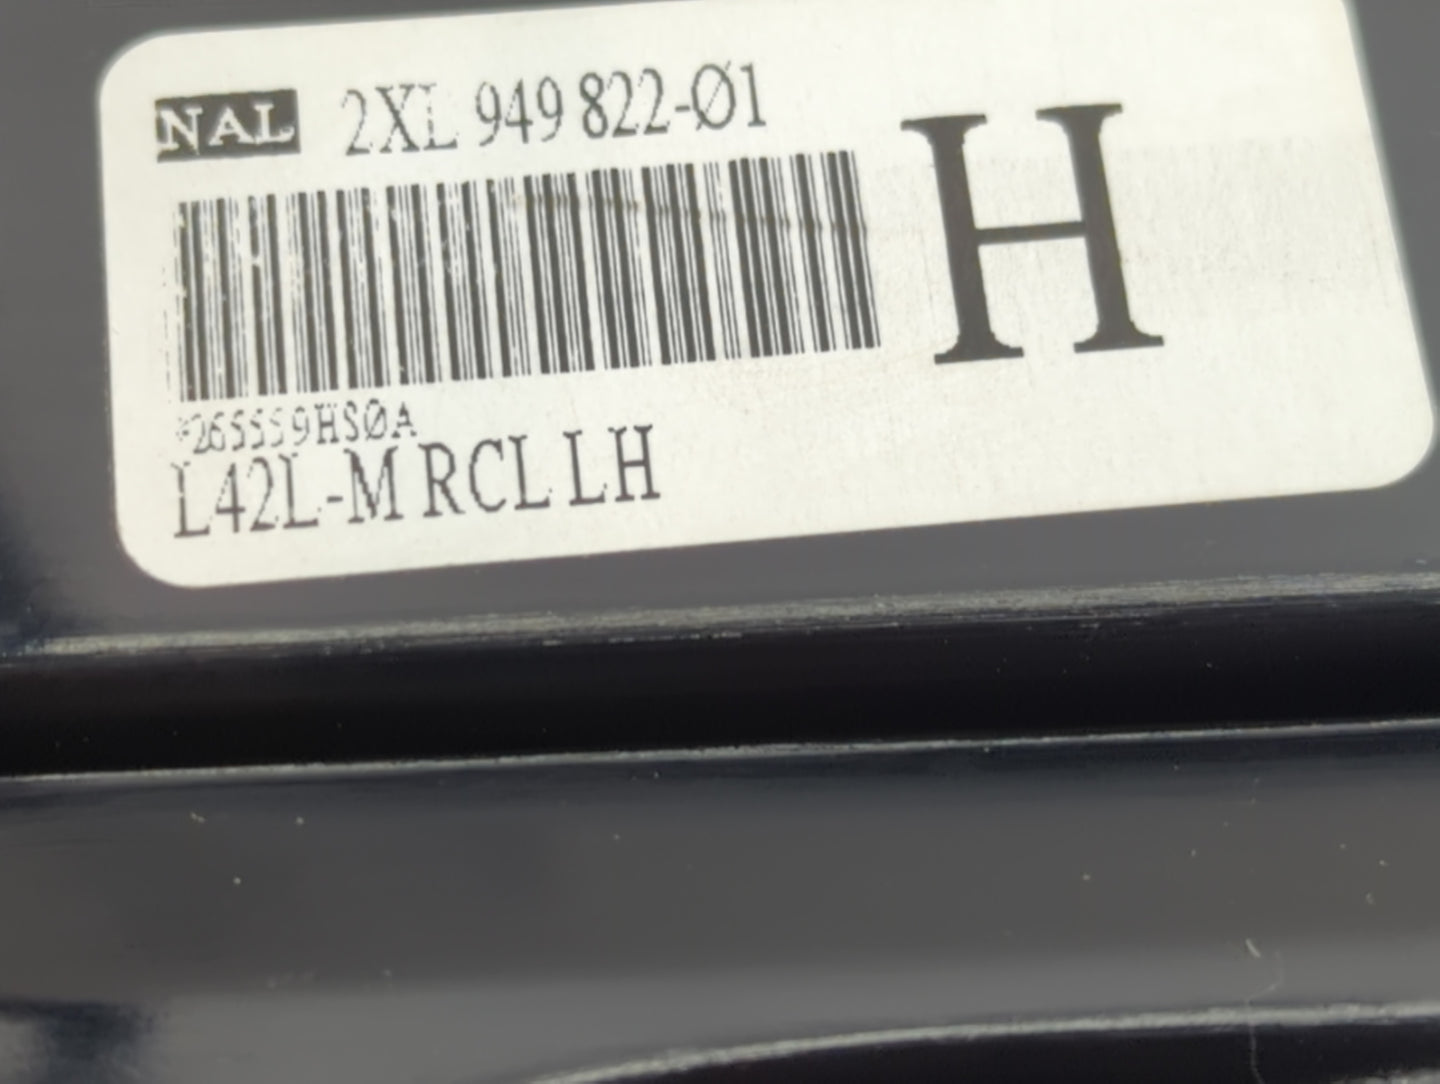 NAL 2XL 949 822-Ø1
H
*265559HSØA
L42L-M RCL LH